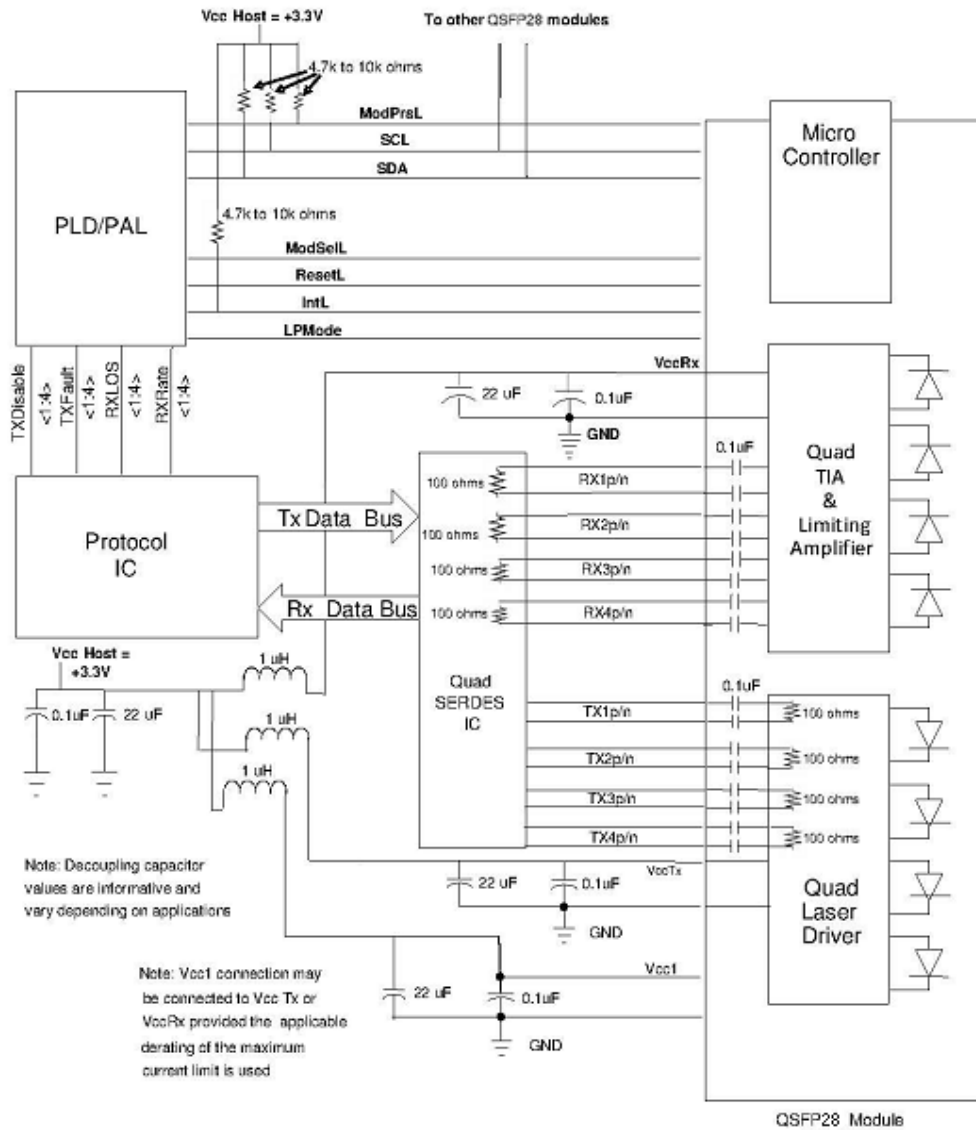 Vcc Host = +3.3V
To other QSFP28 modules
4.7k to 10k ohms
ModPrsL
SCL
SDA
PLD/PAL
4.7k to 10k ohms
ModSelL
ResetL
IntL
LPMode
Micro
Controller
TXDisable
<1:4>
TXFault
<1:4>
RXLOS
<1:4>
RXRate
<1:4>
VccRx
22 uF
0.1uF
GND
Protocol
IC
Tx Data Bus
Rx Data Bus
100 ohms
100 ohms
100 ohms
100 ohms
Quad
SERDES
IC
RX1p/n
RX2p/n
RX3p/n
RX4p/n
0.1uF
Quad
TIA
&
Limiting
Amplifier
Vcc Host =
+3.3V
0.1uF
22 uF
1 uH
1 uH
1 uH
TX1p/n
TX2p/n
TX3p/n
TX4p/n
0.1uF
100 ohms
100 ohms
100 ohms
100 ohms
Quad
Laser
Driver
VccTx
22 uF
0.1uF
GND
Note: Decoupling capacitor
values are informative and
vary depending on applications
Vcc1
22 uF
0.1uF
GND
Note: Vcc1 connection may
be connected to Vcc Tx or
VccRx provided the applicable
derating of the maximum
current limit is used
QSFP28 Module